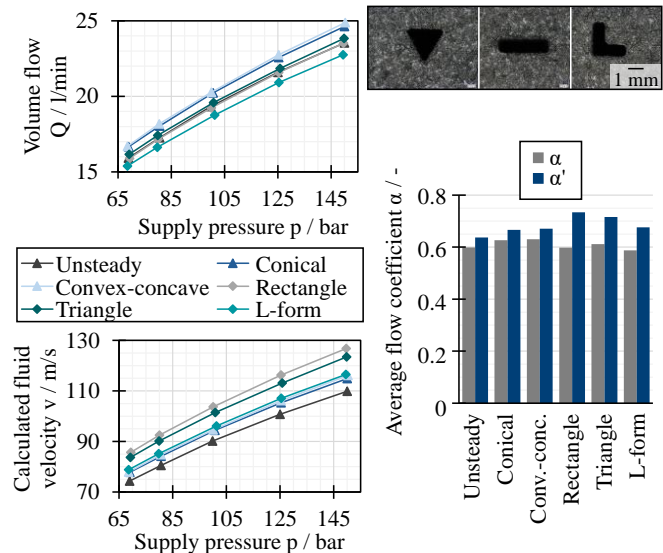 Volume flow
Q / l/min
25
20
15
65 85 105 125 145
Supply pressure p / bar
1 mm
Unsteady
Conical
Convex-concave
Rectangle
Triangle
L-form
Calculated fluid
velocity v / m/s
130
110
90
70
65 85 105 125 145
Supply pressure p / bar
α
α'
Average flow coefficient α / -
0.8
0.6
0.4
0.2
0
Unsteady
Conical
Conv.-conc.
Rectangle
Triangle
L-form